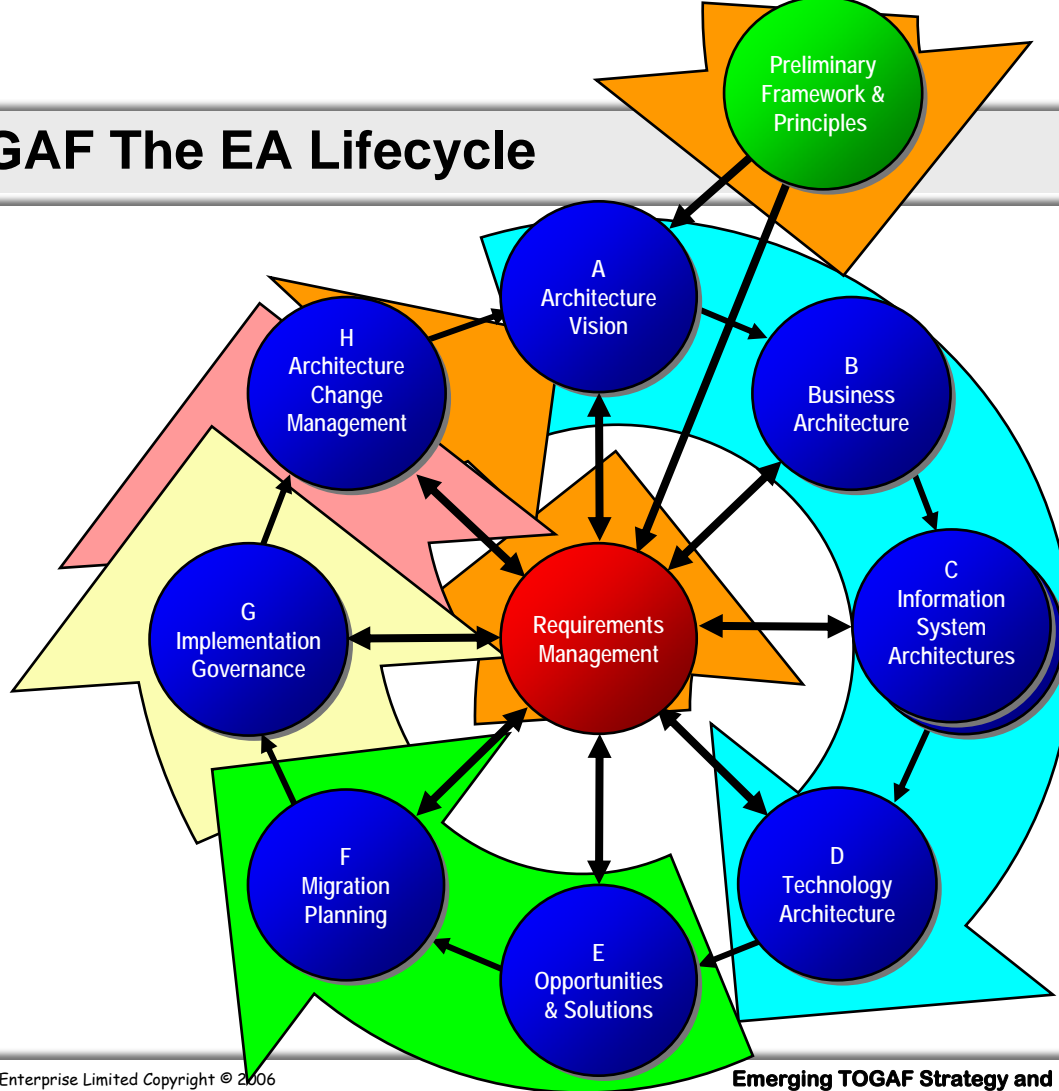 GAF The EA Lifecycle
Preliminary
Framework &
Principles
A
Architecture
Vision
H
Architecture
Change
Management
B
Business
Architecture
C
Information
System
Architectures
G
Implementation
Governance
Requirements
Management
F
Migration
Planning
D
Technology
Architecture
E
Opportunities
& Solutions
Enterprise Limited Copyright © 2006
Emerging TOGAF Strategy and